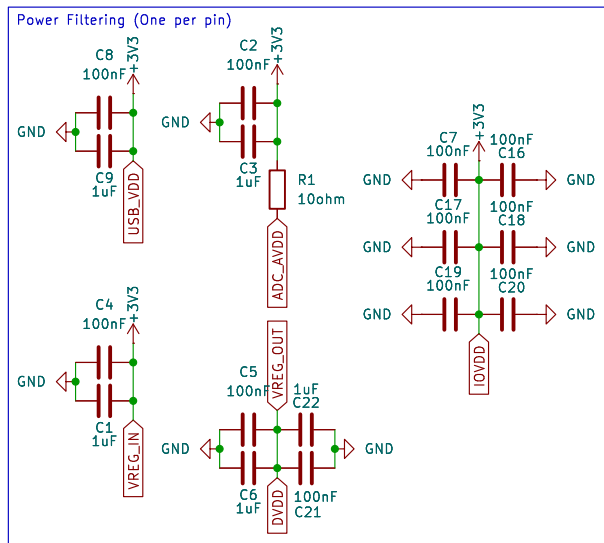 Power Filtering (One per pin)
C8
100nF
+3V3
GND
C9
1uF
USB_VDD
C2
100nF
+3V3
GND
C3
1uF
R1
10ohm
ADC_AVDD
+3V3
C7
100nF
100nF
C16
GND
GND
C17
100nF
100nF
C18
GND
GND
C19
100nF
100nF
C20
GND
GND
IOVDD
C4
100nF
+3V3
GND
C1
1uF
VREG_IN
VREG_OUT
C5
100nF
1uF
C22
GND
GND
C6
1uF
100nF
C21
DVDD